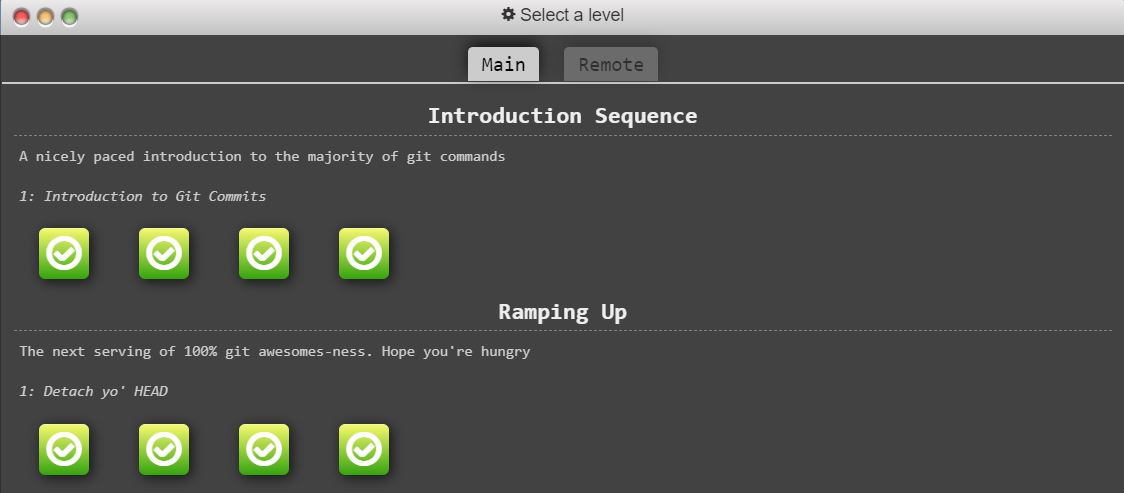 Select a level
Main
Remote
Introduction Sequence
A nicely paced introduction to the majority of git commands
1: Introduction to Git Commits
Ramping Up
The next serving of 100% git awesomes-ness. Hope you're hungry
1: Detach yo' HEAD